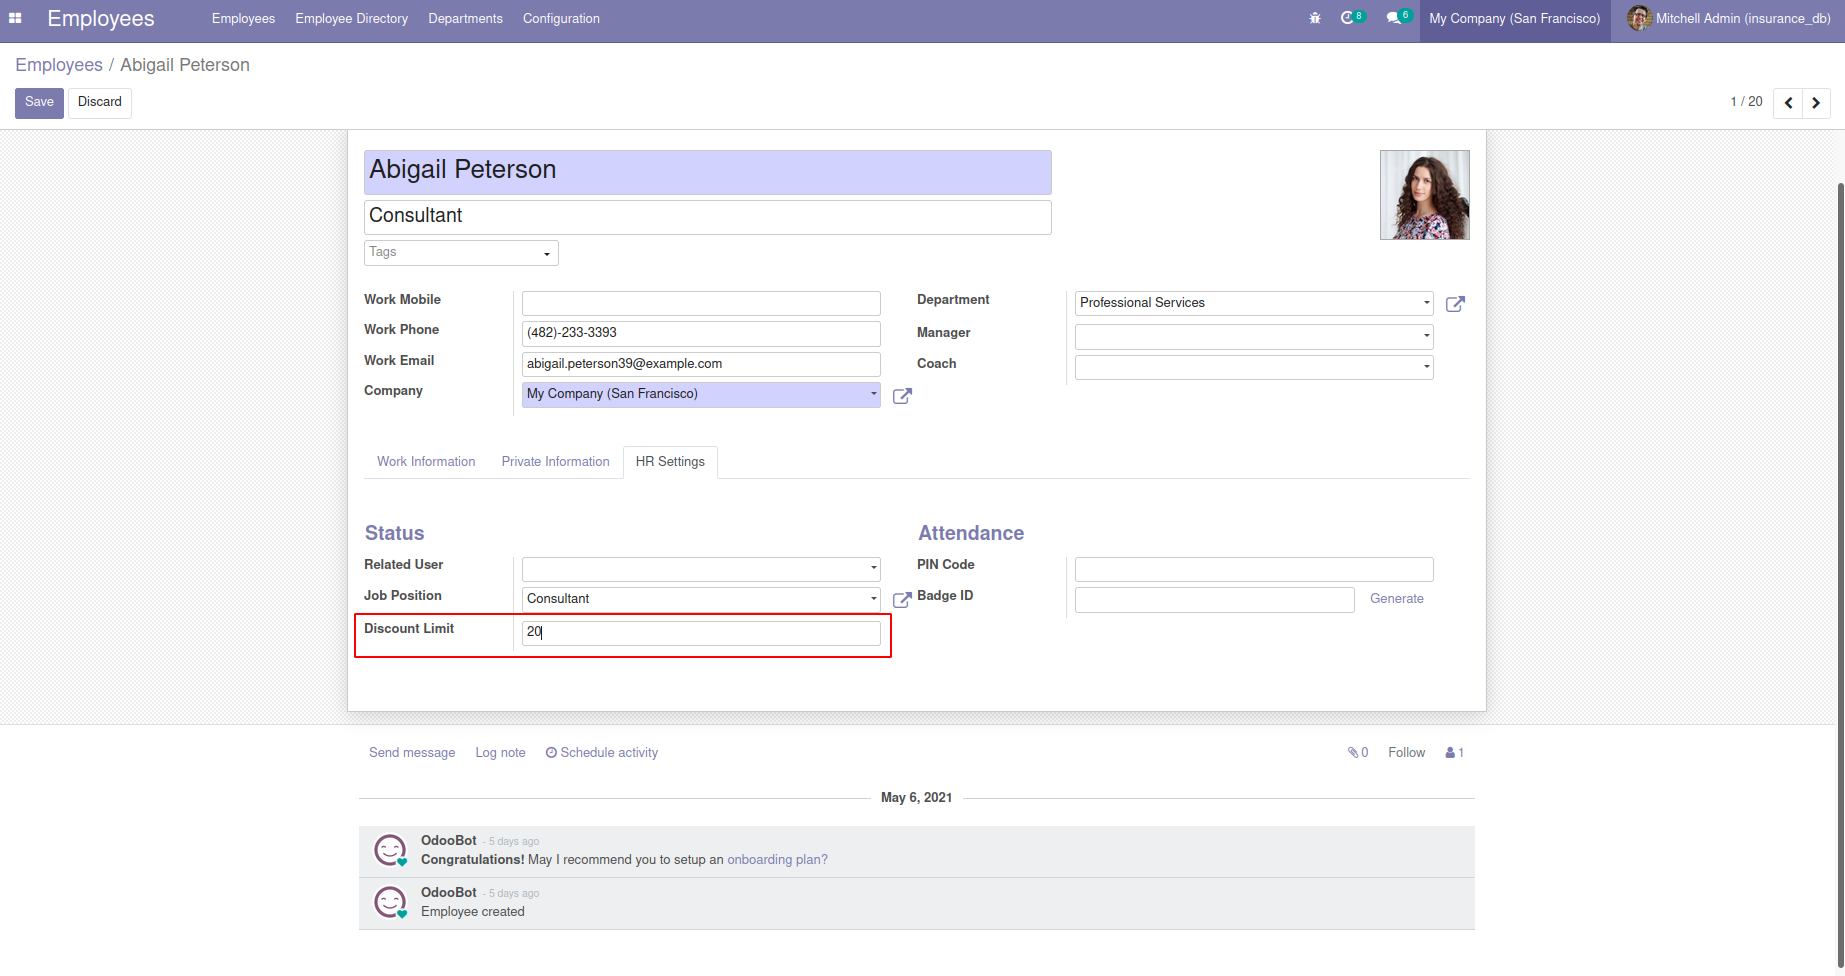 Employees Employees Employee Directory Departments Configuration 8 6 My Company (San Francisco) Mitchell Admin (insurance_db)
Employees / Abigail Peterson
Save Discard 1 / 20
Abigail Peterson
Consultant
Tags
Work Mobile
Work Phone (482)-233-3393
Work Email abigail.peterson39@example.com
Company My Company (San Francisco)
Department Professional Services
Manager
Coach
Work Information Private Information HR Settings
Status
Related User
Job Position Consultant
Discount Limit 20
Attendance
PIN Code
Badge ID Generate
Send message Log note Schedule activity 0 Follow 1
May 6, 2021
OdooBot - 5 days ago
Congratulations! May I recommend you to setup an onboarding plan?
OdooBot - 5 days ago
Employee created